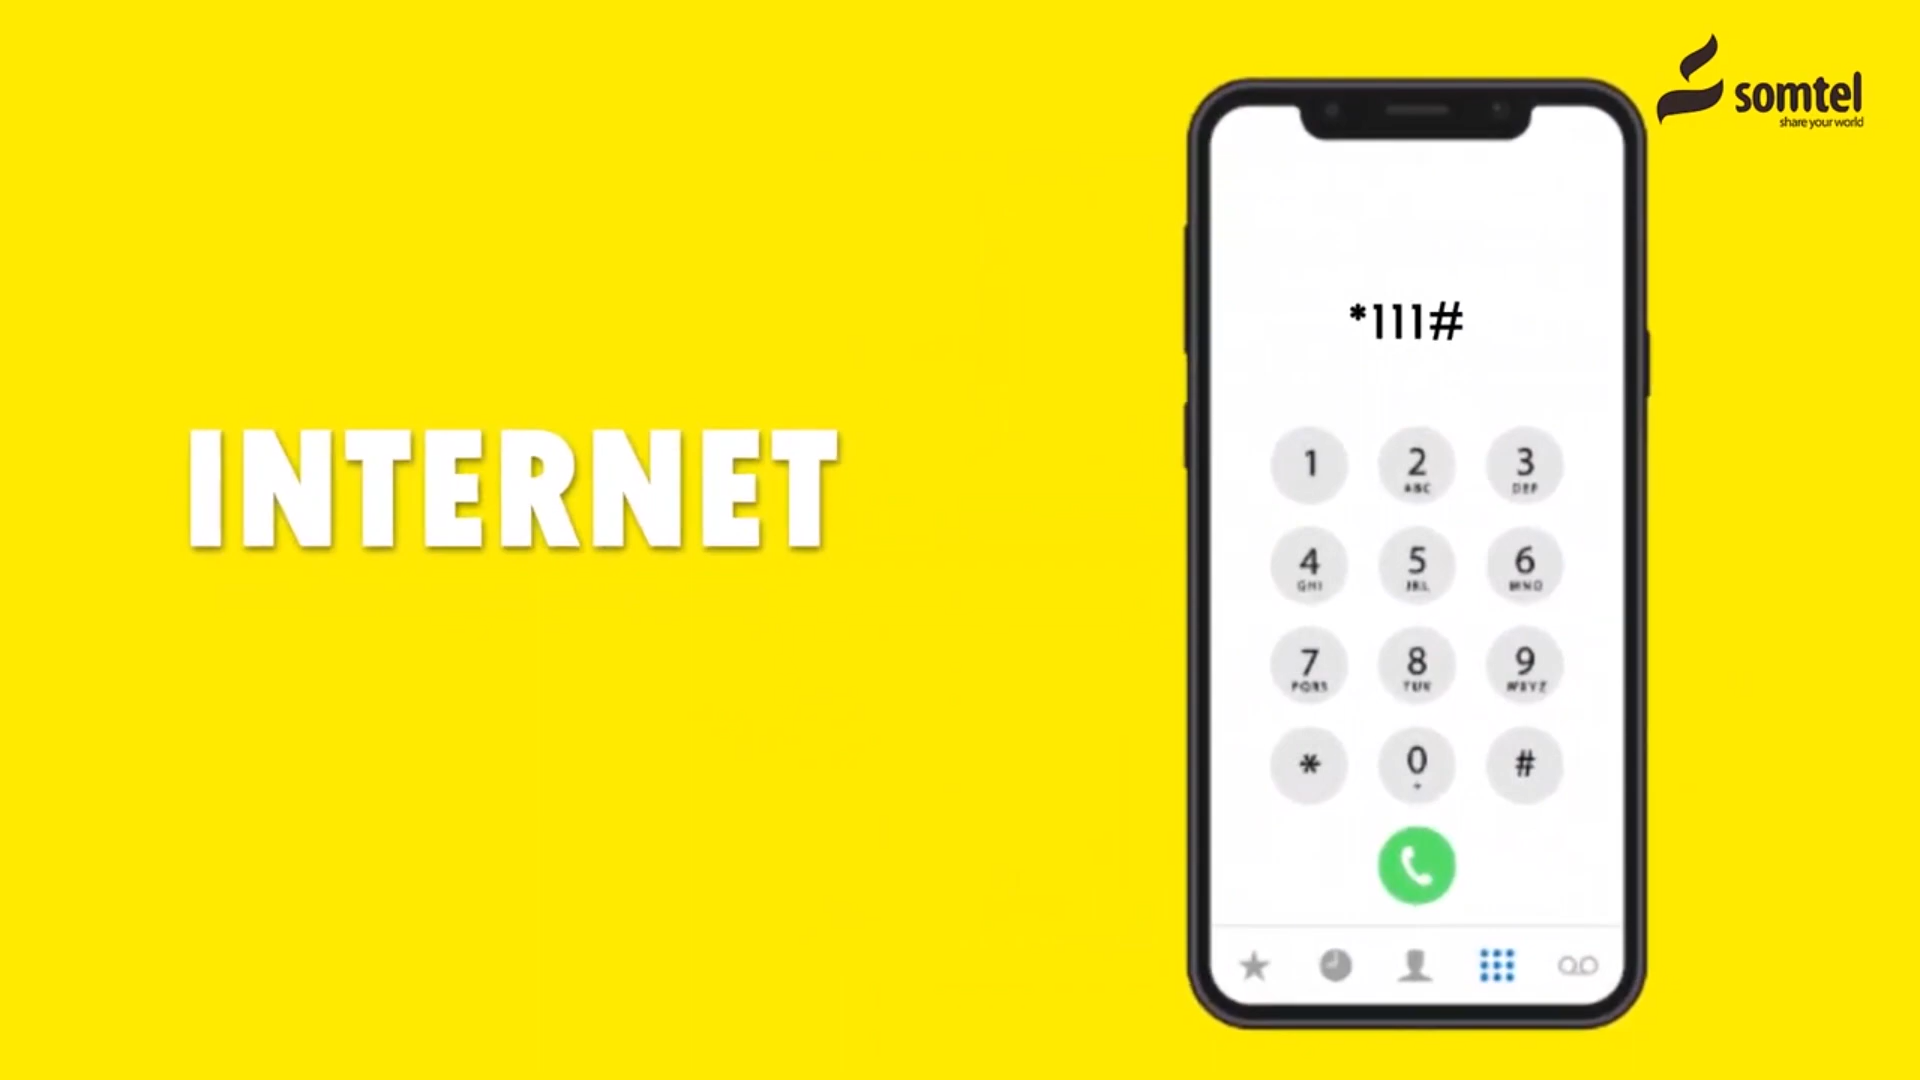 somtel
share your world
*111#
INTERNET
1 2 3
ABC DEF
4 5 6
GHI JKL MNO
7 8 9
PQRS TUV WXYZ
* 0 #
+